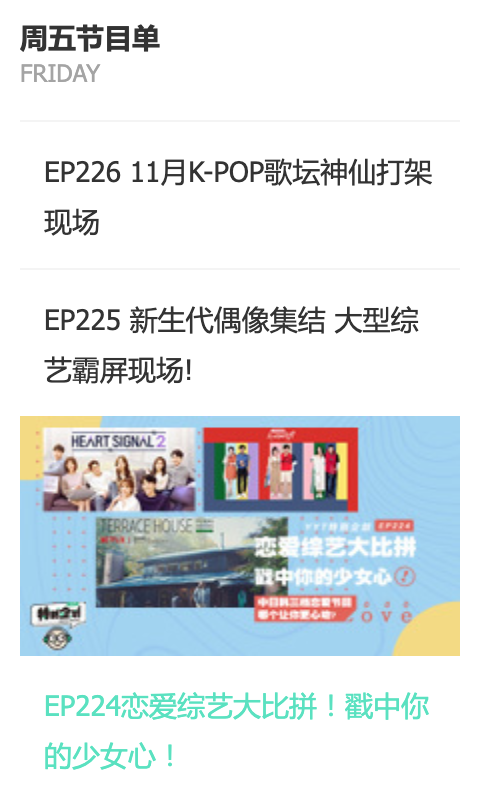 周五节目单
FRIDAY
EP226 11月K-POP歌坛神仙打架
现场
EP225 新生代偶像集结 大型综
艺霸屏现场!
HEART SIGNAL 2
TERRACE HOUSE
EP224
恋爱综艺大比拼
戳中你的少女心!
中日韩三档恋爱节目
哪个让你更心动?
Love
EP224恋爱综艺大比拼！戳中你
的少女心！